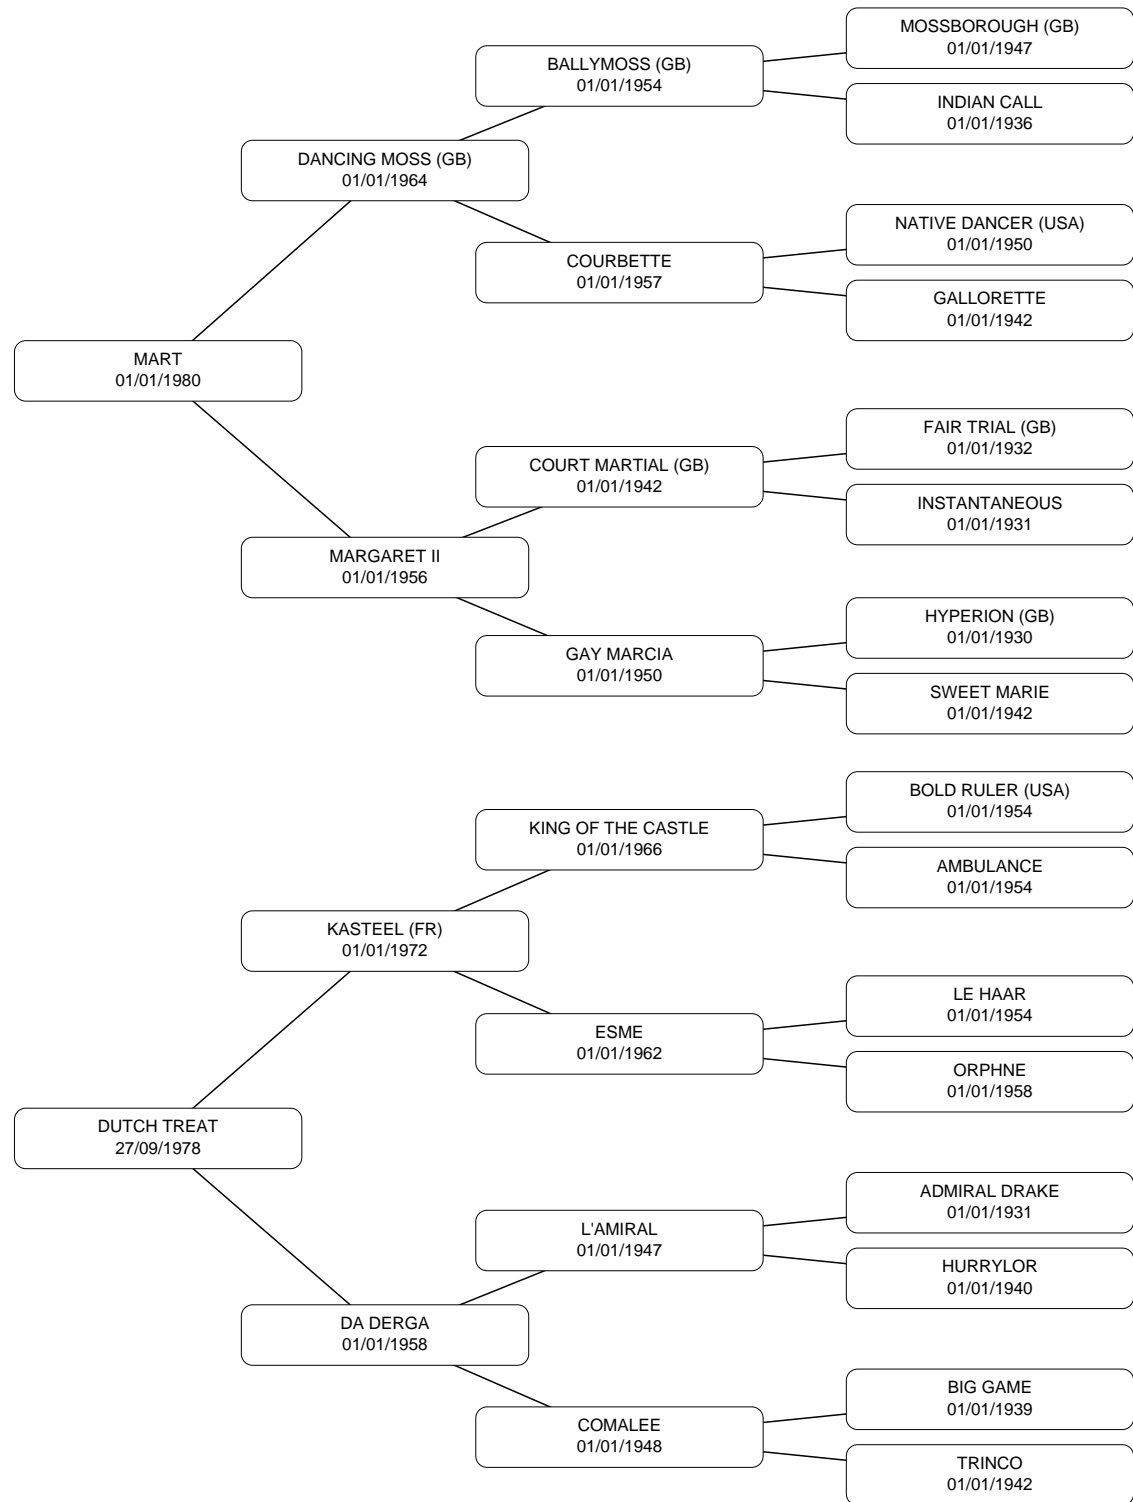 MOSSBOROUGH (GB)
01/01/1947
BALLYMOSS (GB)
01/01/1954
INDIAN CALL
01/01/1936
DANCING MOSS (GB)
01/01/1964
NATIVE DANCER (USA)
01/01/1950
COURBETTE
01/01/1957
GALLORETTE
01/01/1942
MART
01/01/1980
FAIR TRIAL (GB)
01/01/1932
COURT MARTIAL (GB)
01/01/1942
INSTANTANEOUS
01/01/1931
MARGARET II
01/01/1956
HYPERION (GB)
01/01/1930
GAY MARCIA
01/01/1950
SWEET MARIE
01/01/1942
BOLD RULER (USA)
01/01/1954
KING OF THE CASTLE
01/01/1966
AMBULANCE
01/01/1954
KASTEEL (FR)
01/01/1972
LE HAAR
01/01/1954
ESME
01/01/1962
ORPHNE
01/01/1958
DUTCH TREAT
27/09/1978
ADMIRAL DRAKE
01/01/1931
L'AMIRAL
01/01/1947
HURRYLOR
01/01/1940
DA DERGA
01/01/1958
BIG GAME
01/01/1939
COMALEE
01/01/1948
TRINCO
01/01/1942